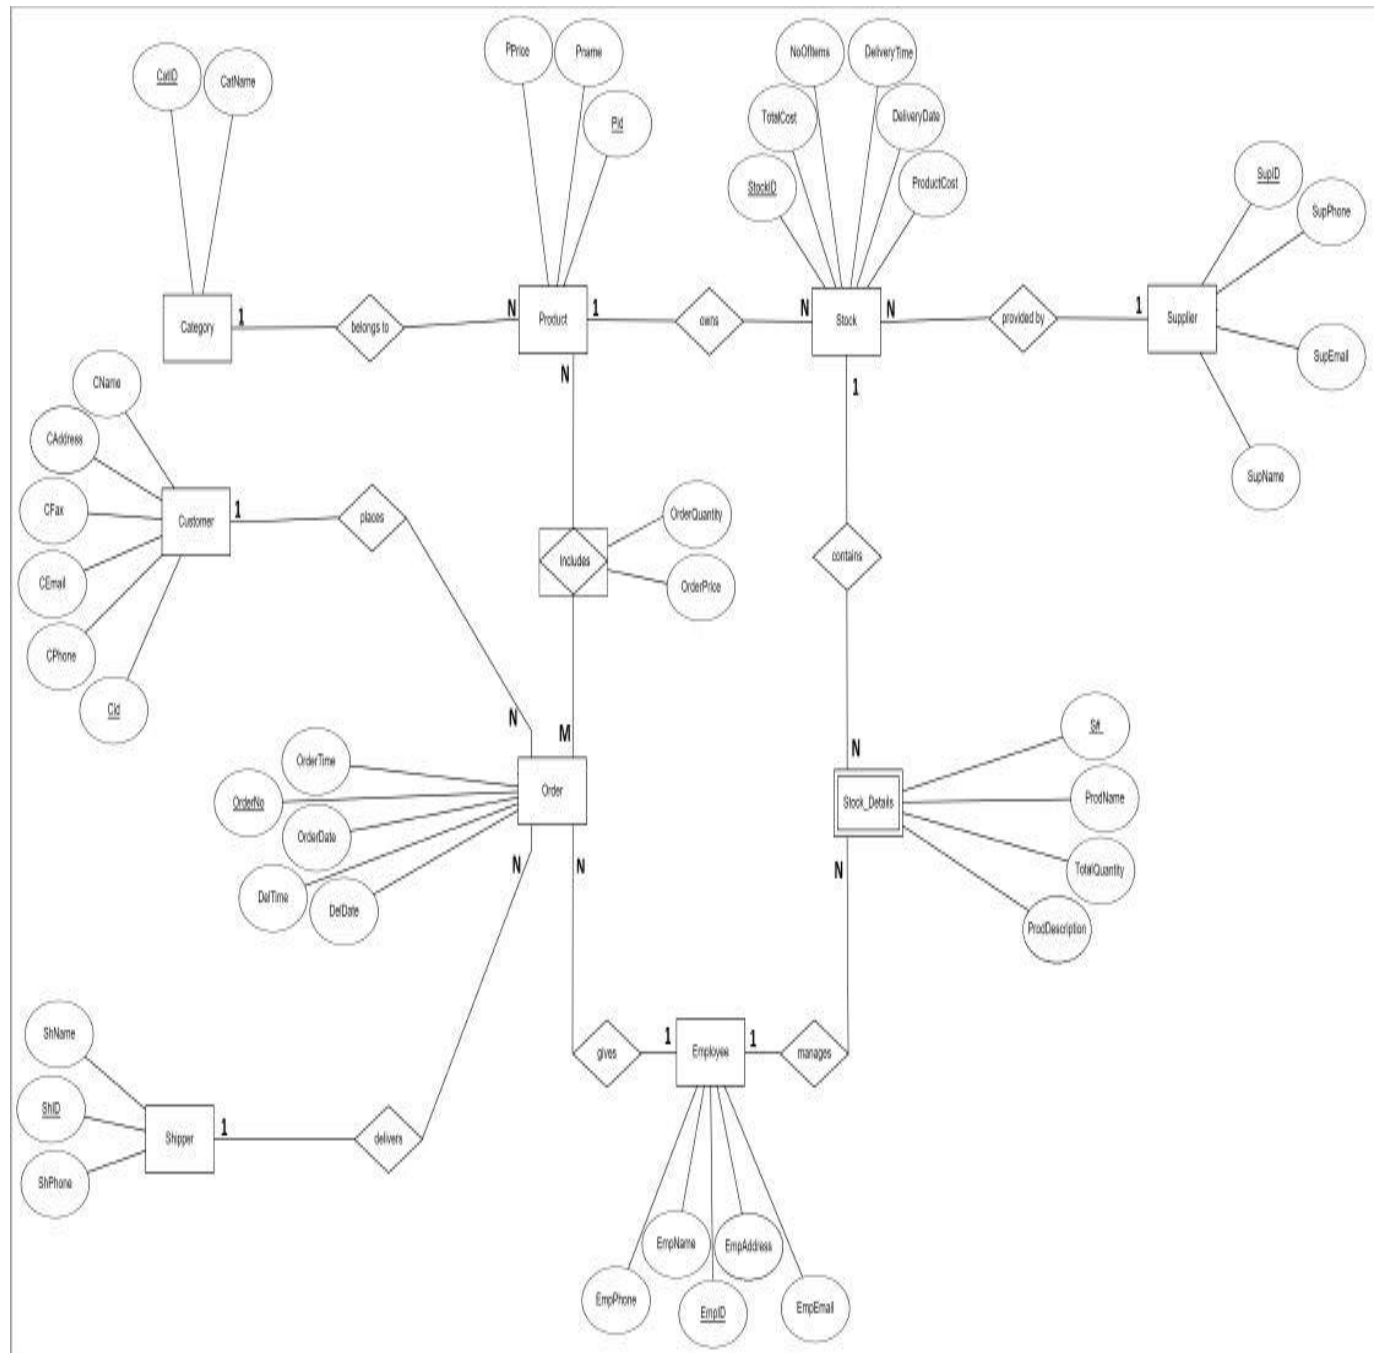 PPrice
Pname
NoOfItems
DeliveryTime
CatID
CatName
Pid
TotalCost
DeliveryDate
StockID
ProductCost
SupID
SupPhone
Category
1
belongs to
N
Product
1
owns
N
Stock
N
provided by
1
Supplier
SupEmail
SupName
CName
CAddress
CFax
CEmail
CPhone
Cid
Customer
1
places
N
N
Includes
OrderQuantity
OrderPrice
M
1
contains
N
OrderTime
OrderNo
OrderDate
DelTime
DelDate
Order
N
N
Stock_Details
N
S#
ProdName
TotalQuantity
ProdDescription
ShName
ShID
ShPhone
Shipper
1
delivers
gives
1
Employee
1
manages
EmpPhone
EmpName
EmpID
EmpAddress
EmpEmail